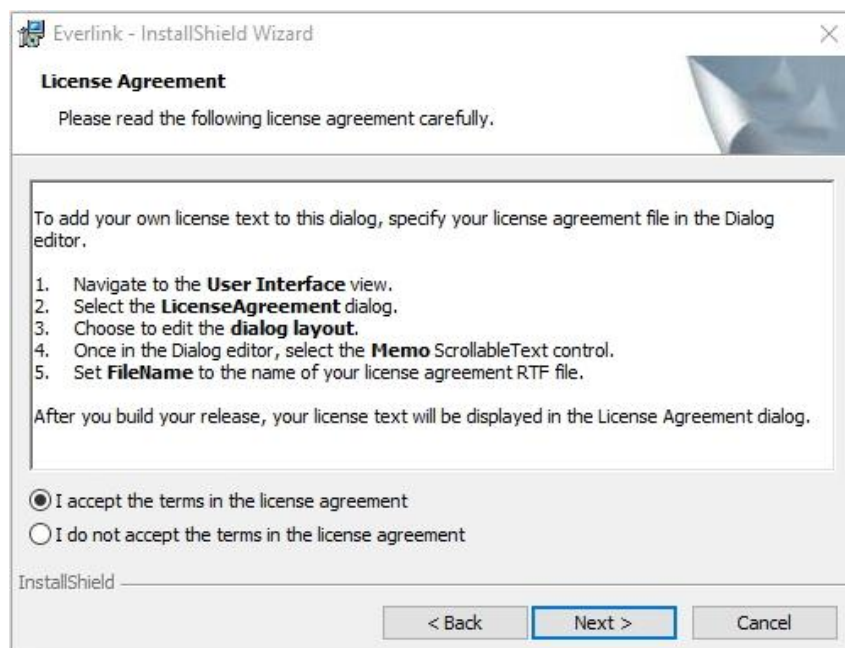 Everlink - InstallShield Wizard
License Agreement
Please read the following license agreement carefully.
To add your own license text to this dialog, specify your license agreement file in the Dialog
editor.
1. Navigate to the User Interface view.
2. Select the LicenseAgreement dialog.
3. Choose to edit the dialog layout.
4. Once in the Dialog editor, select the Memo ScrollableText control.
5. Set FileName to the name of your license agreement RTF file.
After you build your release, your license text will be displayed in the License Agreement dialog.
I accept the terms in the license agreement
I do not accept the terms in the license agreement
InstallShield
< Back Next > Cancel